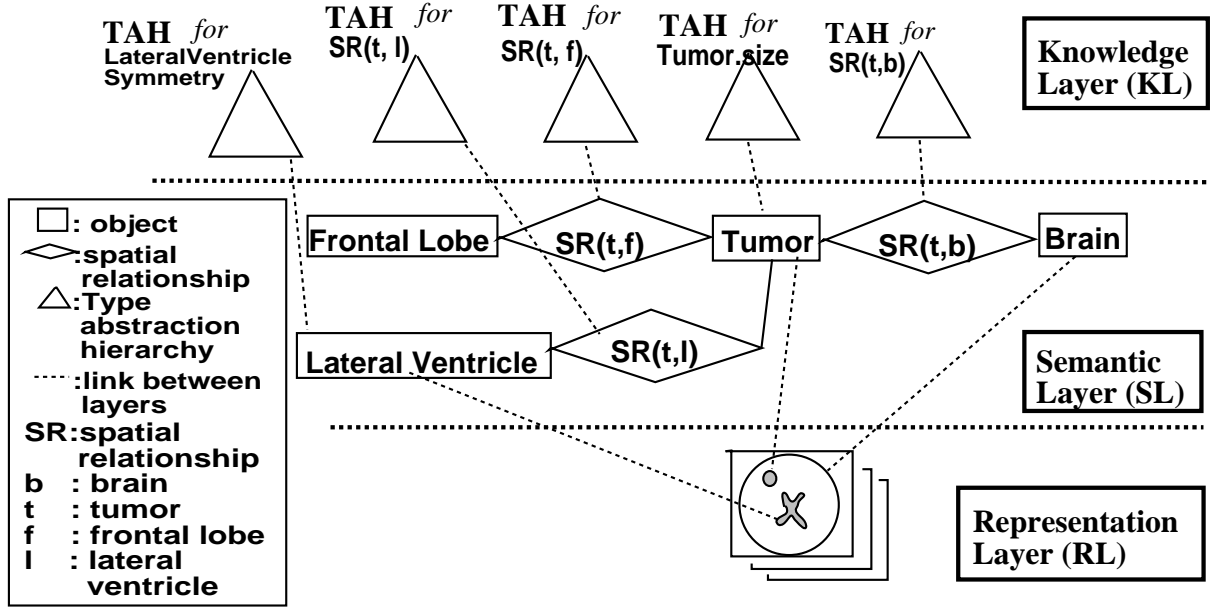 TAH for
LateralVentricle
Symmetry
TAH for
SR(t, l)
TAH for
SR(t, f)
TAH for
Tumor.size
TAH for
SR(t,b)
Knowledge
Layer (KL)
: object
:spatial
relationship
:Type
abstraction
hierarchy
:link between
layers
SR:spatial
relationship
b : brain
t : tumor
f : frontal lobe
l : lateral
ventricle
Frontal Lobe
SR(t,f)
Tumor
SR(t,b)
Brain
Lateral Ventricle
SR(t,l)
Semantic
Layer (SL)
Representation
Layer (RL)